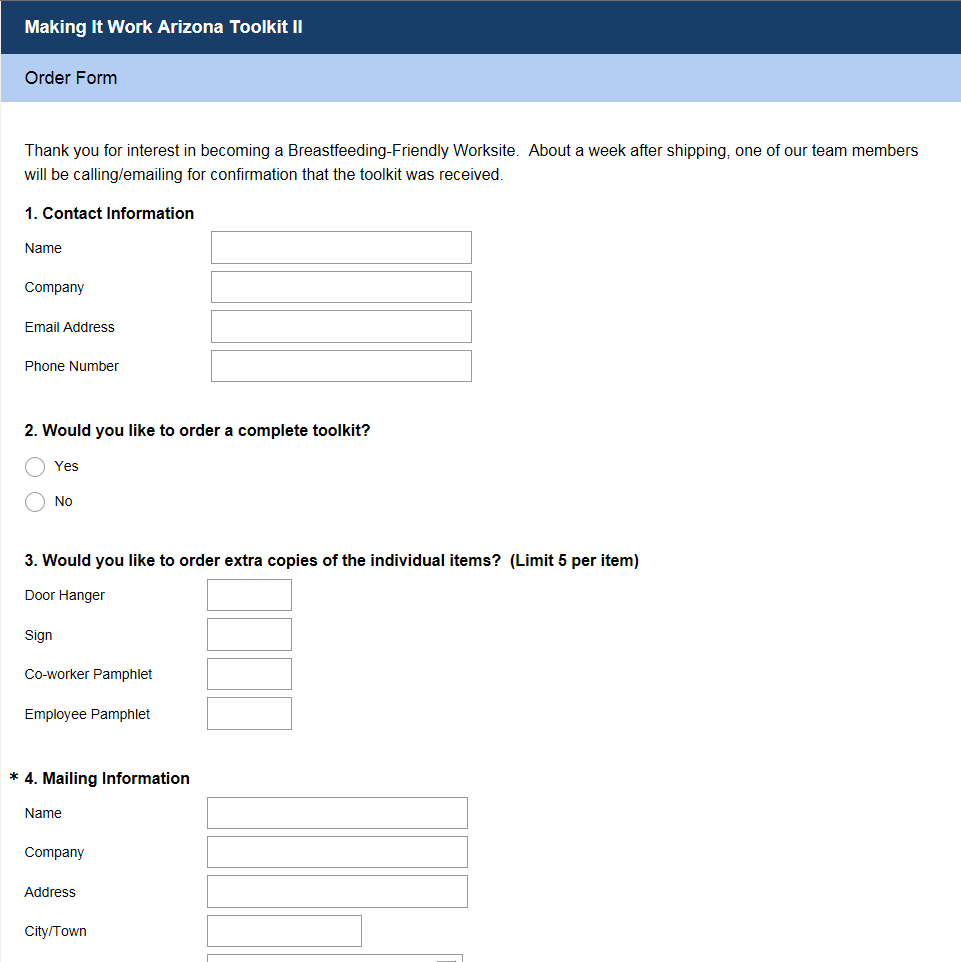 Making It Work Arizona Toolkit II
Order Form
Thank you for interest in becoming a Breastfeeding-Friendly Worksite.  About a week after shipping, one of our team members
will be calling/emailing for confirmation that the toolkit was received.
1. Contact Information
Name
Company
Email Address
Phone Number
2. Would you like to order a complete toolkit?
Yes
No
3. Would you like to order extra copies of the individual items?  (Limit 5 per item)
Door Hanger
Sign
Co-worker Pamphlet
Employee Pamphlet
* 4. Mailing Information
Name
Company
Address
City/Town